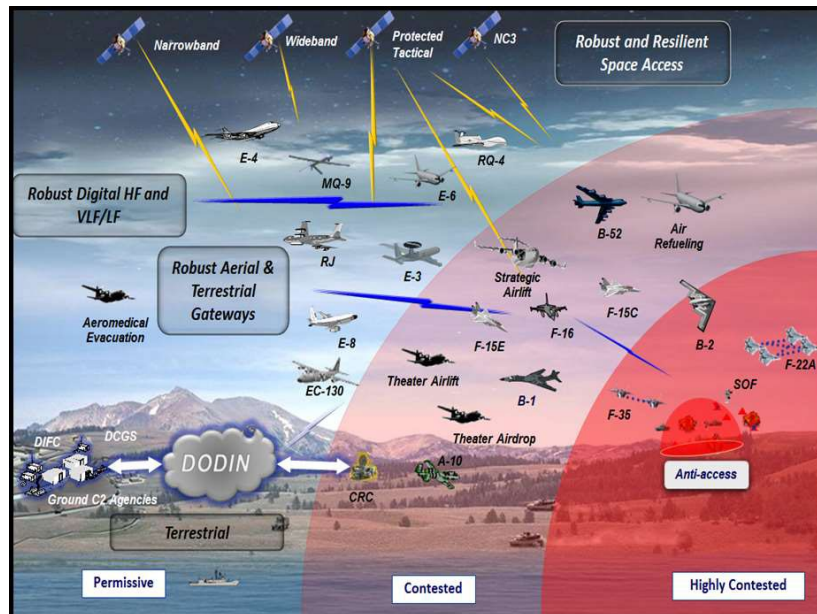 Narrowband
Wideband
Protected
Tactical
NC3
Robust and Resilient
Space Access
E-4
MQ-9
E-6
RQ-4
Robust Digital HF and
VLF/LF
B-52
Air
Refueling
RJ
E-3
Strategic
Airlift
Robust Aerial &
Terrestrial
Gateways
Aeromedical
Evacuation
E-8
F-15E
F-16
F-15C
B-2
F-22A
EC-130
Theater Airlift
B-1
F-35
SOF
Theater Airdrop
DIFC
DCGS
DODIN
A-10
CRC
Anti-access
Ground C2 Agencies
Terrestrial
Permissive
Contested
Highly Contested